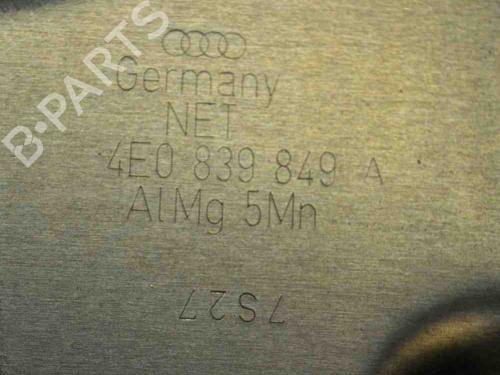 B-PARTS
Germany
NET
4E0 839 849 A
AlMg 5Mn
7S27